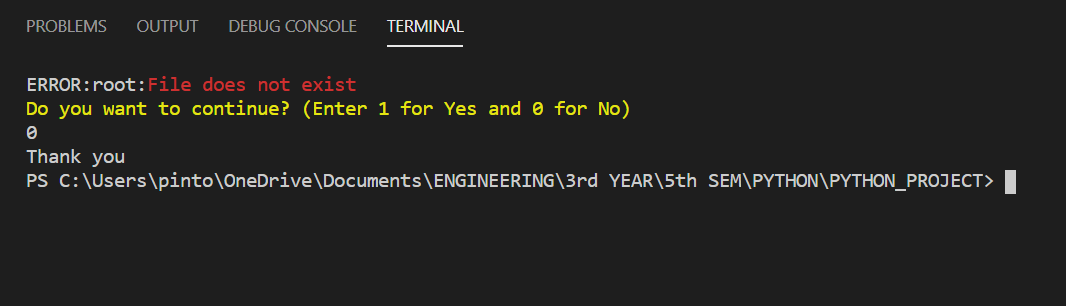 PROBLEMS OUTPUT DEBUG CONSOLE TERMINAL
ERROR:root:File does not exist
Do you want to continue? (Enter 1 for Yes and 0 for No)
0
Thank you
PS C:\Users\pinto\OneDrive\Documents\ENGINEERING\3rd YEAR\5th SEM\PYTHON\PYTHON_PROJECT>